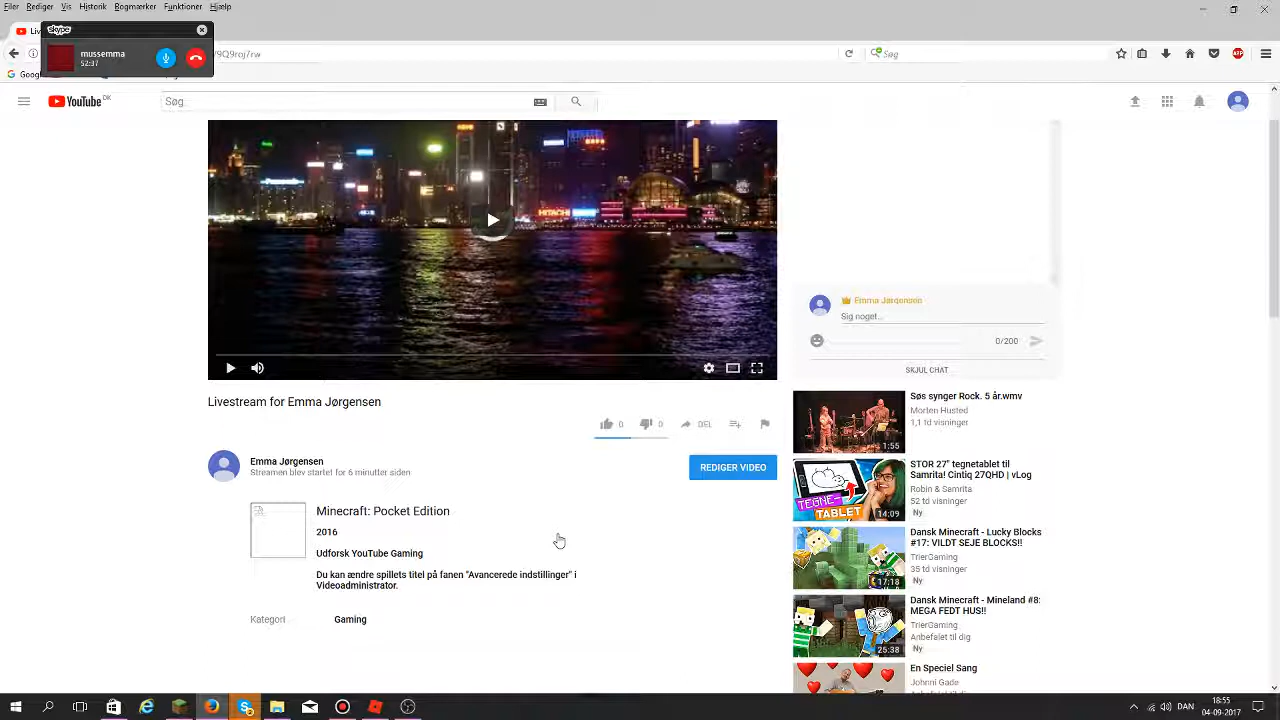 Filer Rediger Vis Historik Bogmærker Funktioner Hjælp
skype
mussemma
52:37
/9Q9roj/rw
Søg
ABP
Goog
YouTube DK
Søg
HITACHI
Emma Jørgensen
Sig noget...
0/200
SKJUL CHAT
Livestream for Emma Jørgensen
0 0 DEL
Emma Jørgensen
Streamen blev startet for 6 minutter siden
REDIGER VIDEO
Minecraft: Pocket Edition
2016
Udforsk YouTube Gaming
Du kan ændre spillets titel på fanen "Avancerede indstillinger" i
Videoadministrator.
Kategori Gaming
Søs synger Rock. 5 år.wmv
Morten Husted
1,1 td visninger
1:55
STOR 27" tegnetablet til
Samrita! Cintiq 27QHD | vLog
Robin & Samrita
52 td visninger
Ny
TEGNE-
TABLET
14:09
Dansk Minecraft - Lucky Blocks
#17: VILDT SEJE BLOCKS!!
TrierGaming
35 td visninger
Ny
17:18
Dansk Minecraft - Mineland #8:
MEGA FEDT HUS!!
TrierGaming
Anbefalet til dig
Ny
25:38
En Speciel Sang
Johnni Gade
DAN
18:55
04-09-2017